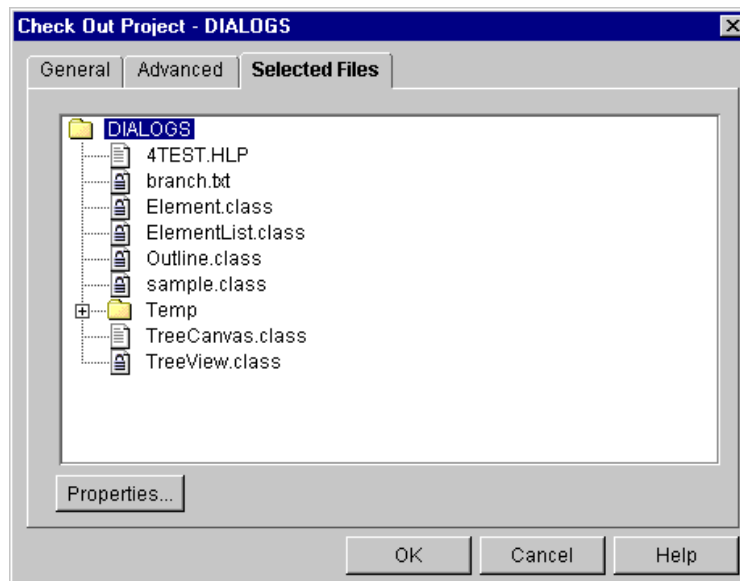 Check Out Project - DIALOGS
General Advanced Selected Files
DIALOGS
4TEST.HLP
branch.txt
Element.class
ElementList.class
Outline.class
sample.class
Temp
TreeCanvas.class
TreeView.class
Properties...
OK Cancel Help